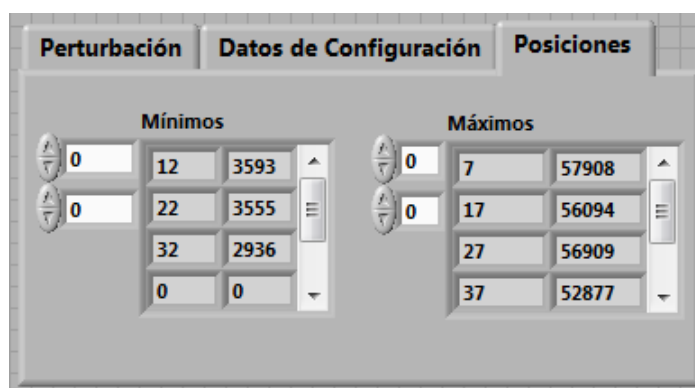 Perturbación Datos de Configuración Posiciones
Mínimos Máximos
0 12 3593 0 7 57908
0 22 3555 0 17 56094
32 2936 27 56909
0 0 37 52877